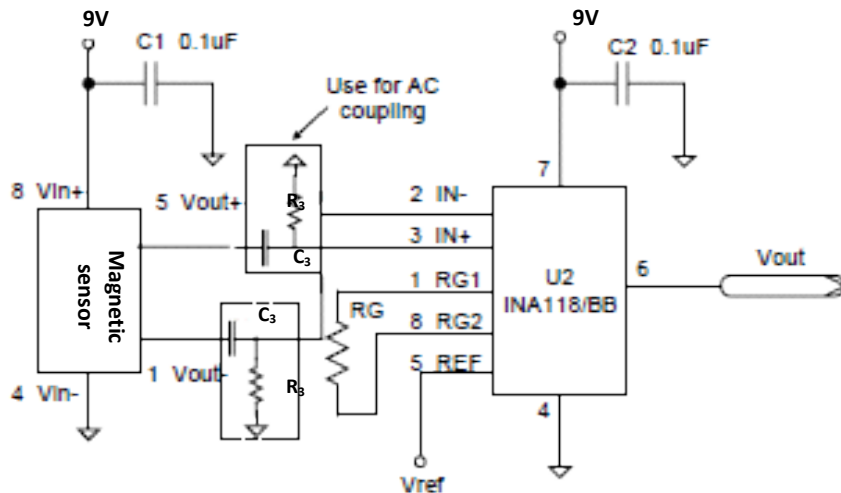 9V
C1 0.1uF
9V
C2 0.1uF
Use for AC
coupling
8 VIn+
5 Vout+
R₃
C₃
2 IN-
3 IN+
7
Magnetic
sensor
U2
INA118/BB
6
Vout
1 RG1
RG
8 RG2
5 REF
C₃
1 Vout-
R₃
4 VIn-
4
Vref